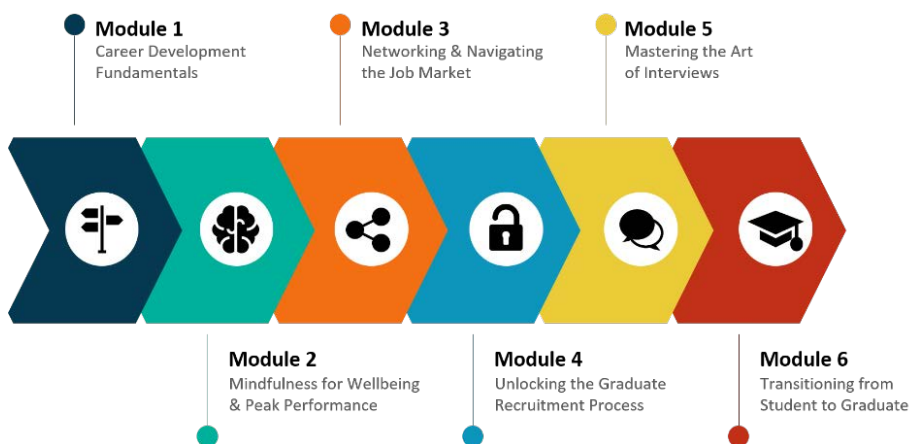 Module 1
Career Development
Fundamentals
Module 3
Networking & Navigating
the Job Market
Module 5
Mastering the Art
of Interviews
Module 2
Mindfulness for Wellbeing
& Peak Performance
Module 4
Unlocking the Graduate
Recruitment Process
Module 6
Transitioning from
Student to Graduate